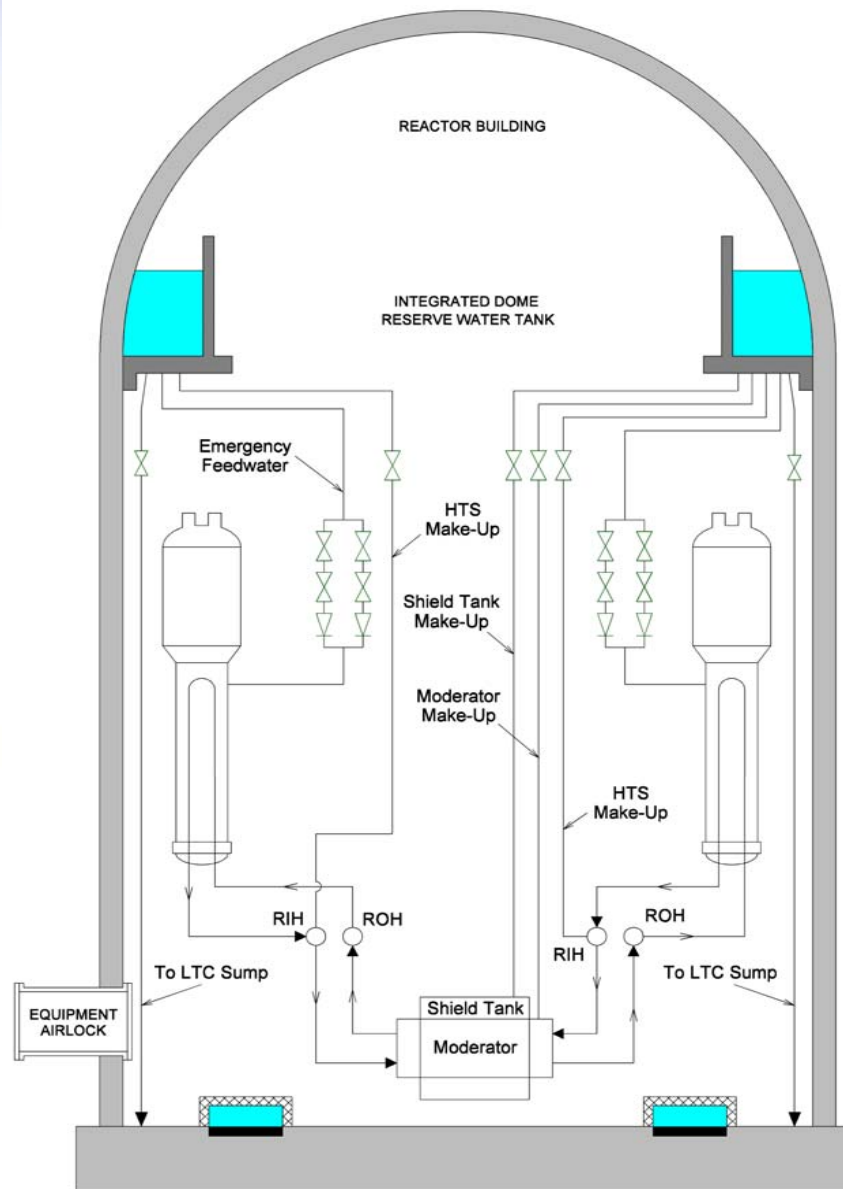 REACTOR BUILDING
INTEGRATED DOME
RESERVE WATER TANK
Emergency
Feedwater
HTS
Make-Up
Shield Tank
Make-Up
Moderator
Make-Up
HTS
Make-Up
RIH
ROH
ROH
RIH
To LTC Sump
To LTC Sump
EQUIPMENT
AIRLOCK
Shield Tank
Moderator